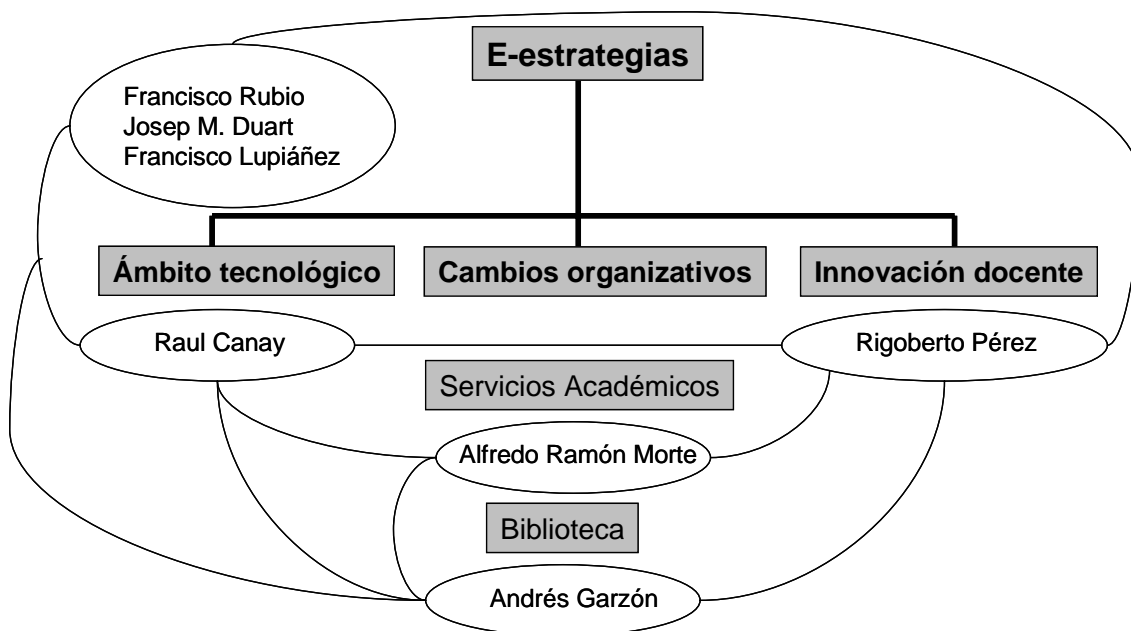 E-estrategias
Francisco Rubio
Josep M. Duart
Francisco Lupiáñez
Ámbito tecnológico
Cambios organizativos
Innovación docente
Raul Canay
Rigoberto Pérez
Servicios Académicos
Alfredo Ramón Morte
Biblioteca
Andrés Garzón